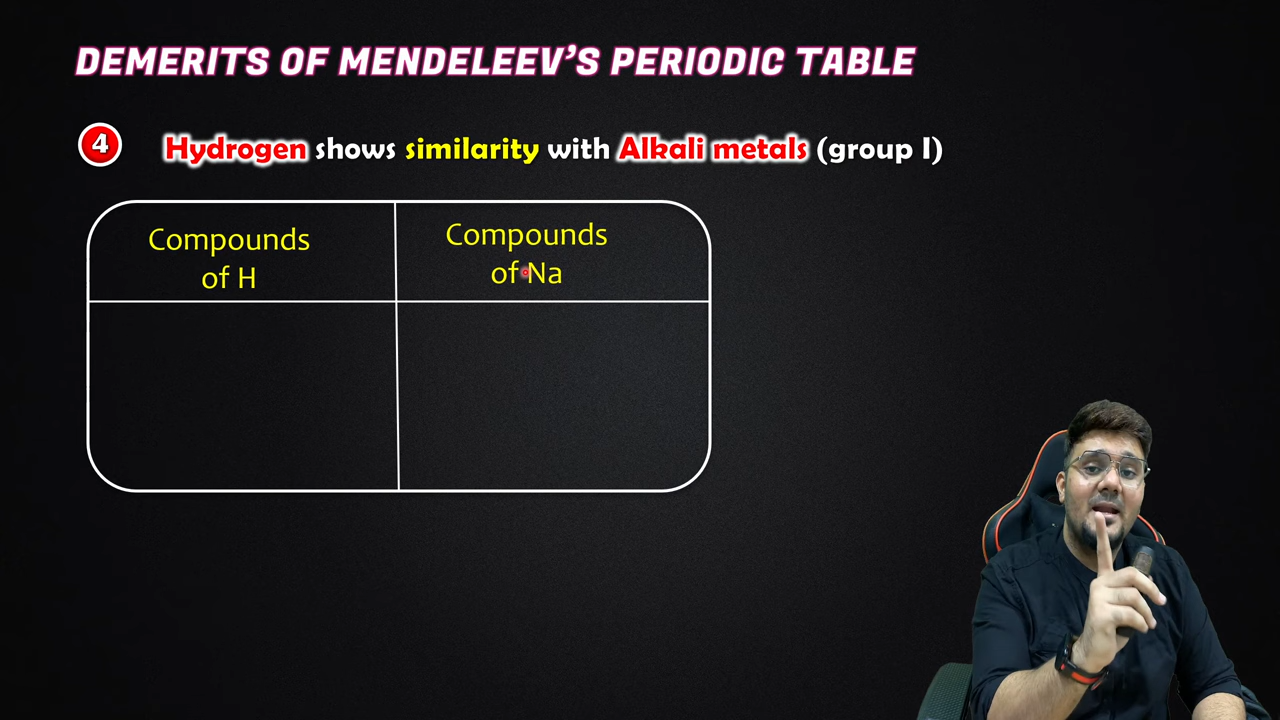 DEMERITS OF MENDELEEV’S PERIODIC TABLE
4 Hydrogen shows similarity with Alkali metals (group I)
Compounds
of H
Compounds
of Na